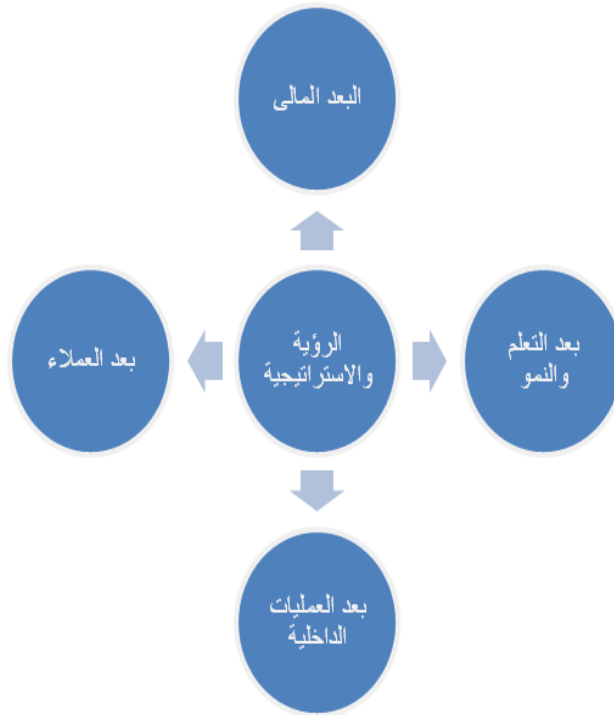 البعد المالى
بعد التعلم
والنمو
الرؤية
والاستراتيجية
بعد العملاء
بعد العمليات
الداخلية